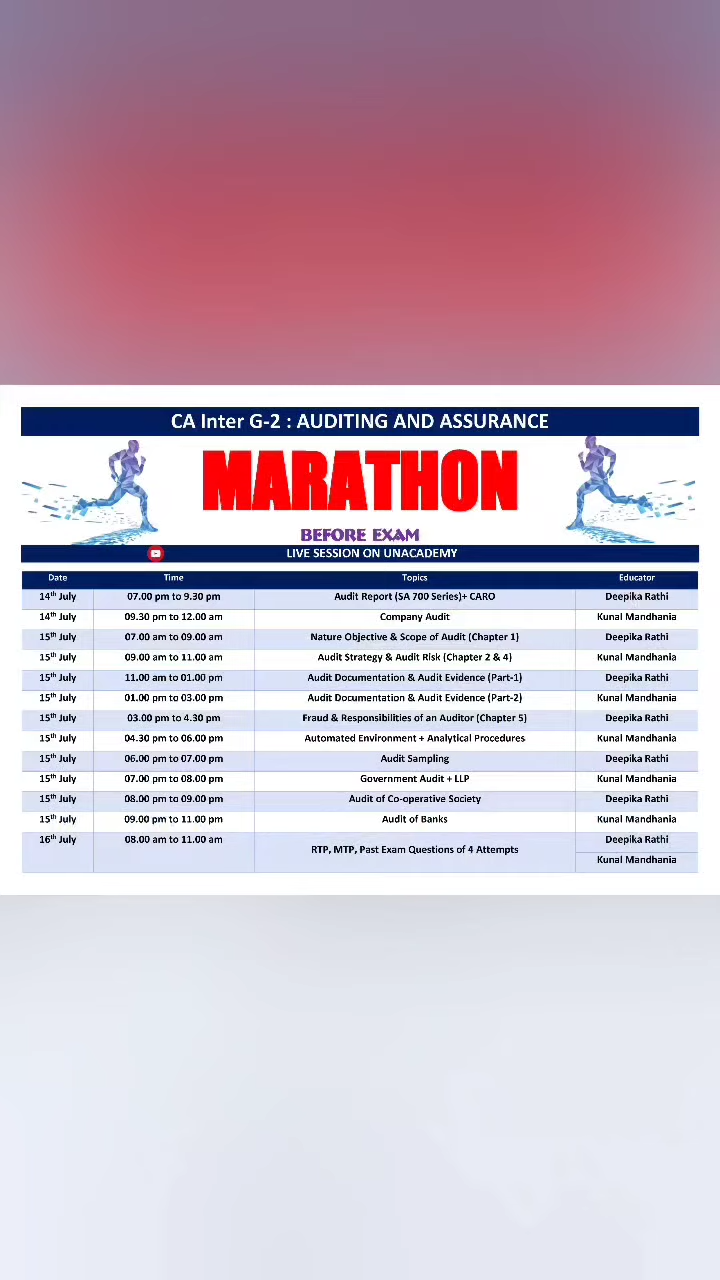 CA Inter G-2 : AUDITING AND ASSURANCE
MARATHON
BEFORE EXAM
LIVE SESSION ON UNACADEMY
Date Time Topics Educator
14th July 07.00 pm to 9.30 pm Audit Report (SA 700 Series)+ CARO Deepika Rathi
14th July 09.30 pm to 12.00 am Company Audit Kunal Mandhania
15th July 07.00 am to 09.00 am Nature Objective & Scope of Audit (Chapter 1) Deepika Rathi
15th July 09.00 am to 11.00 am Audit Strategy & Audit Risk (Chapter 2 & 4) Kunal Mandhania
15th July 11.00 am to 01.00 pm Audit Documentation & Audit Evidence (Part-1) Deepika Rathi
15th July 01.00 pm to 03.00 pm Audit Documentation & Audit Evidence (Part-2) Kunal Mandhania
15th July 03.00 pm to 4.30 pm Fraud & Responsibilities of an Auditor (Chapter 5) Deepika Rathi
15th July 04.30 pm to 06.00 pm Automated Environment + Analytical Procedures Kunal Mandhania
15th July 06.00 pm to 07.00 pm Audit Sampling Deepika Rathi
15th July 07.00 pm to 08.00 pm Government Audit + LLP Kunal Mandhania
15th July 08.00 pm to 09.00 pm Audit of Co-operative Society Deepika Rathi
15th July 09.00 pm to 11.00 pm Audit of Banks Kunal Mandhania
16th July 08.00 am to 11.00 am RTP, MTP, Past Exam Questions of 4 Attempts Deepika Rathi
Kunal Mandhania